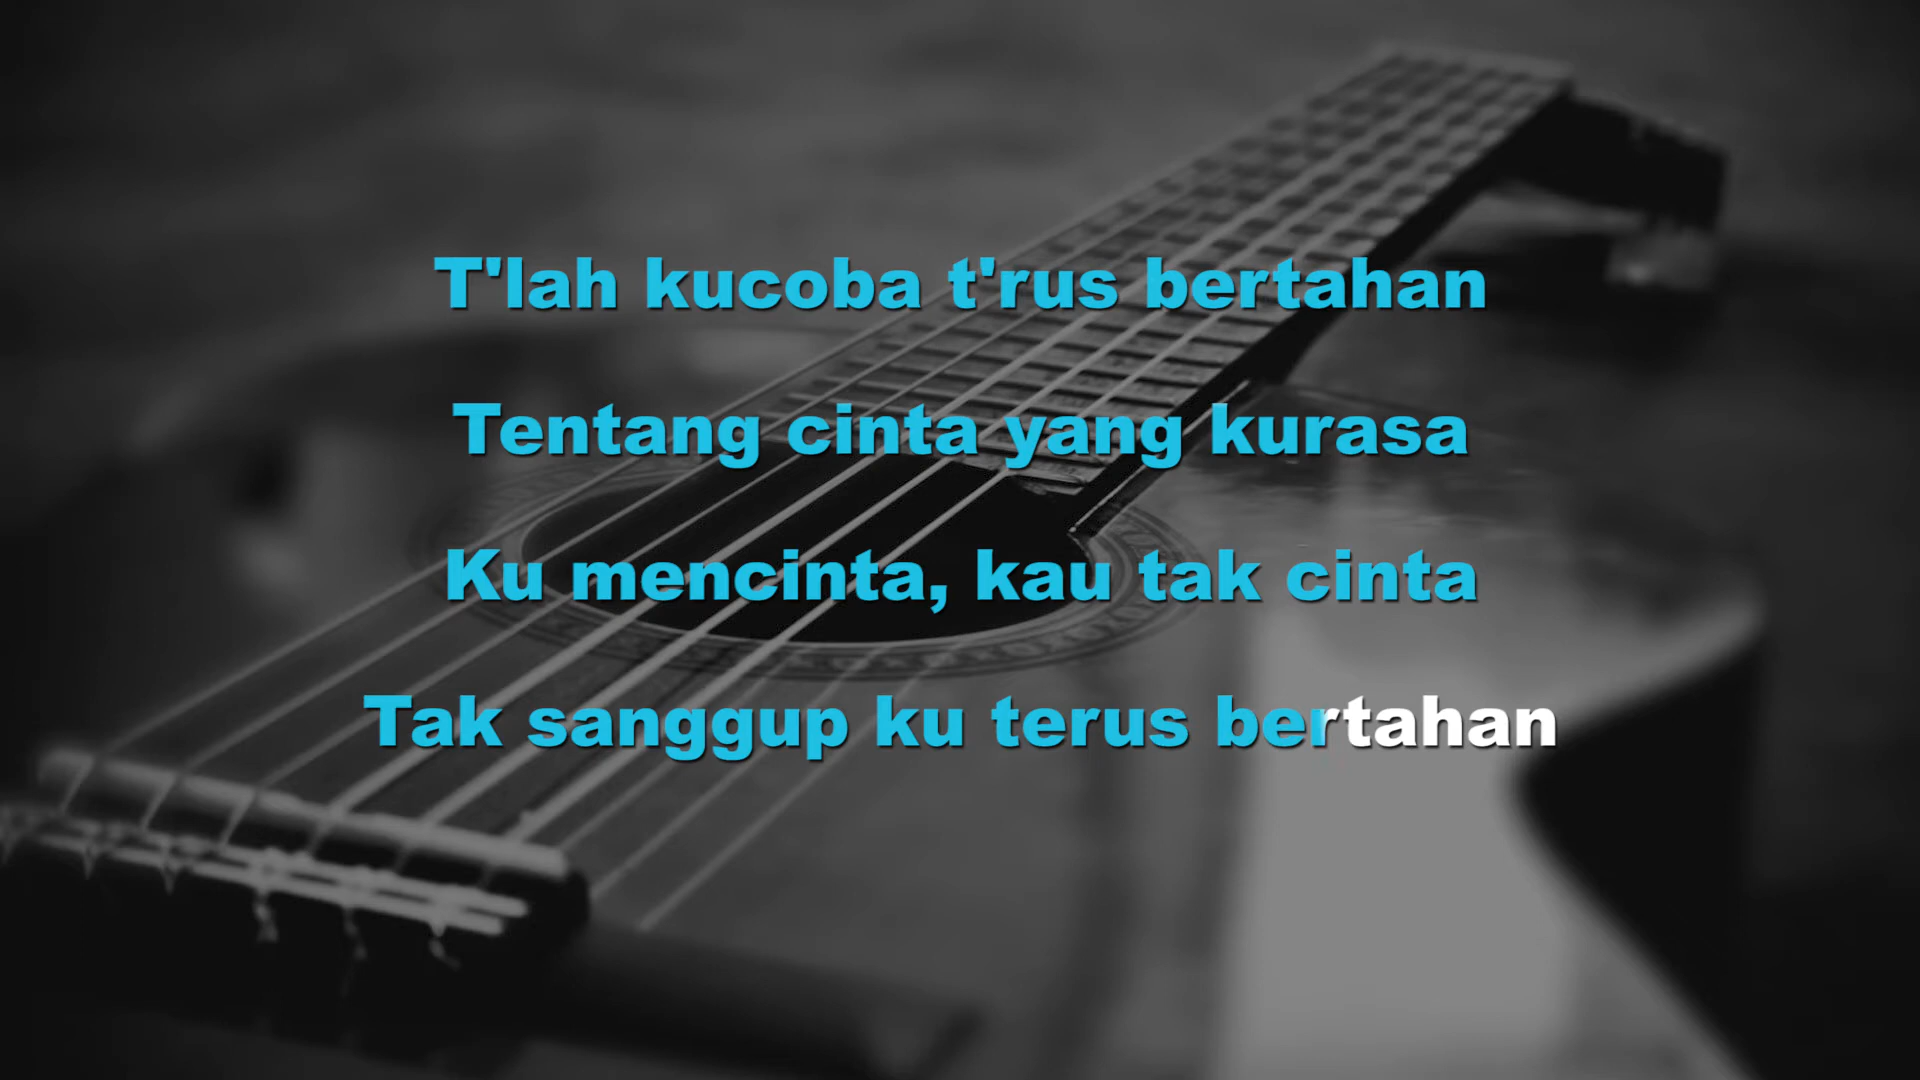 T'lah kucoba t'rus bertahan
Tentang cinta yang kurasa
Ku mencinta, kau tak cinta
Tak sanggup ku terus bertahan